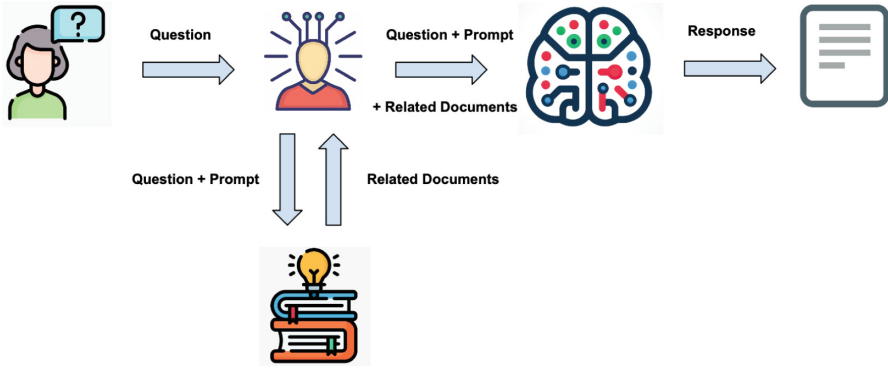 ?
Question
Question + Prompt
+ Related Documents
Response
Question + Prompt
Related Documents